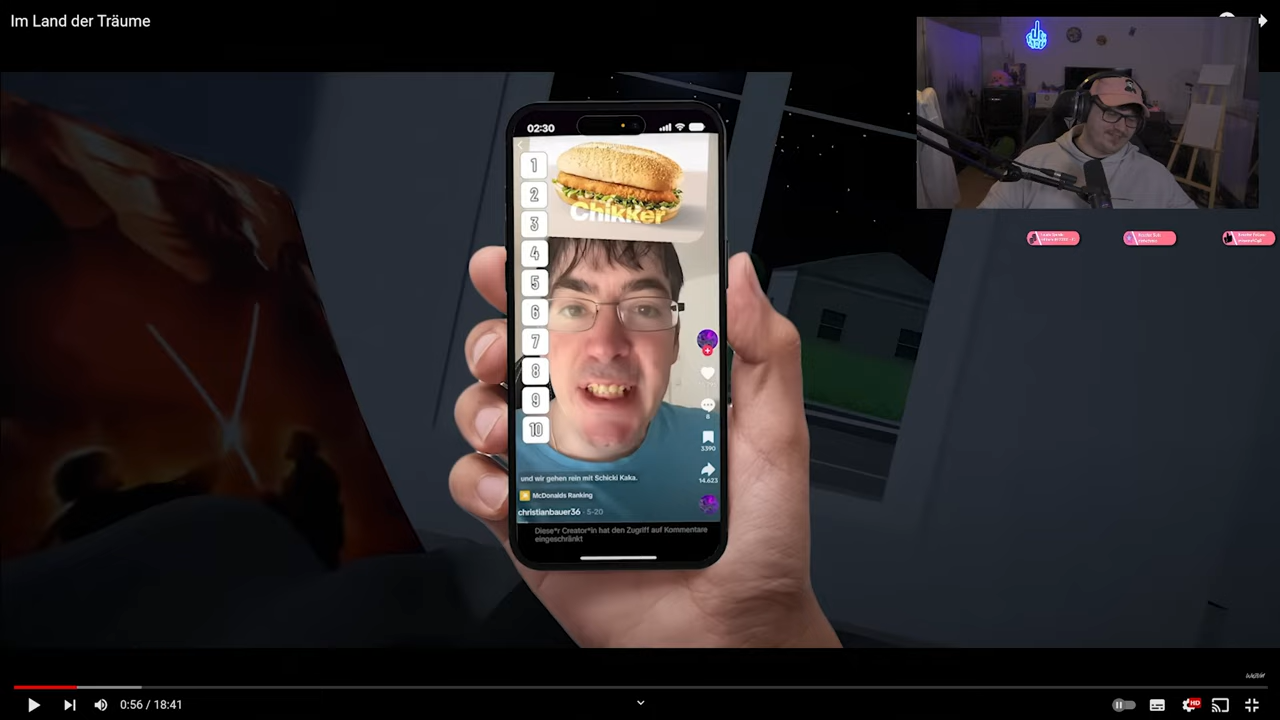 Im Land der Träume
02:30
Chikker
1
2
3
4
5
6
7
8
9
10
8
3390
14.623
und wir gehen rein mit Schicki Kaka.
McDonalds Ranking
christianbauer36 · 5-20
Diese*r Creator*in hat den Zugriff auf Kommentare
eingeschränkt
0:56 / 18:41
HD